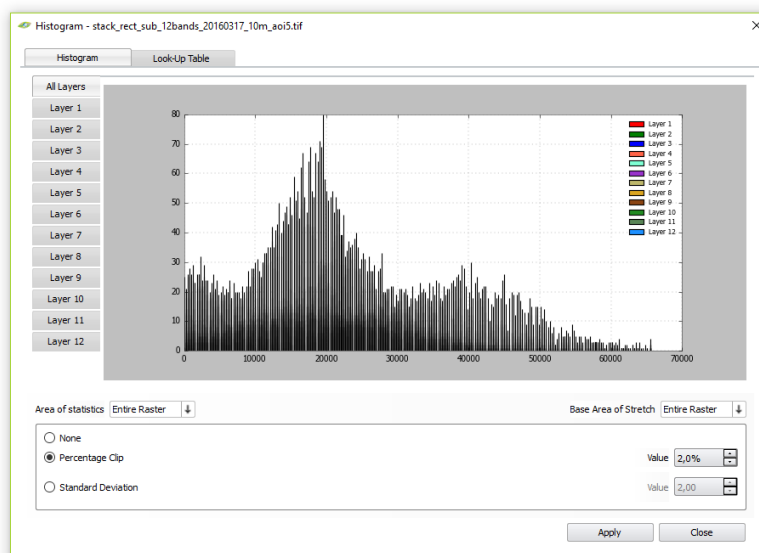 Histogram - stack_rect_sub_12bands_20160317_10m_aoi5.tif
Histogram
Look-Up Table
All Layers
Layer 1
Layer 2
Layer 3
Layer 4
Layer 5
Layer 6
Layer 7
Layer 8
Layer 9
Layer 10
Layer 11
Layer 12
80
70
60
50
40
30
20
10
0
0 10000 20000 30000 40000 50000 60000 70000
Layer 1
Layer 2
Layer 3
Layer 4
Layer 5
Layer 6
Layer 7
Layer 8
Layer 9
Layer 10
Layer 11
Layer 12
Area of statistics Entire Raster
Base Area of Stretch Entire Raster
None
Percentage Clip Value 2,0%
Standard Deviation Value 2,00
Apply Close